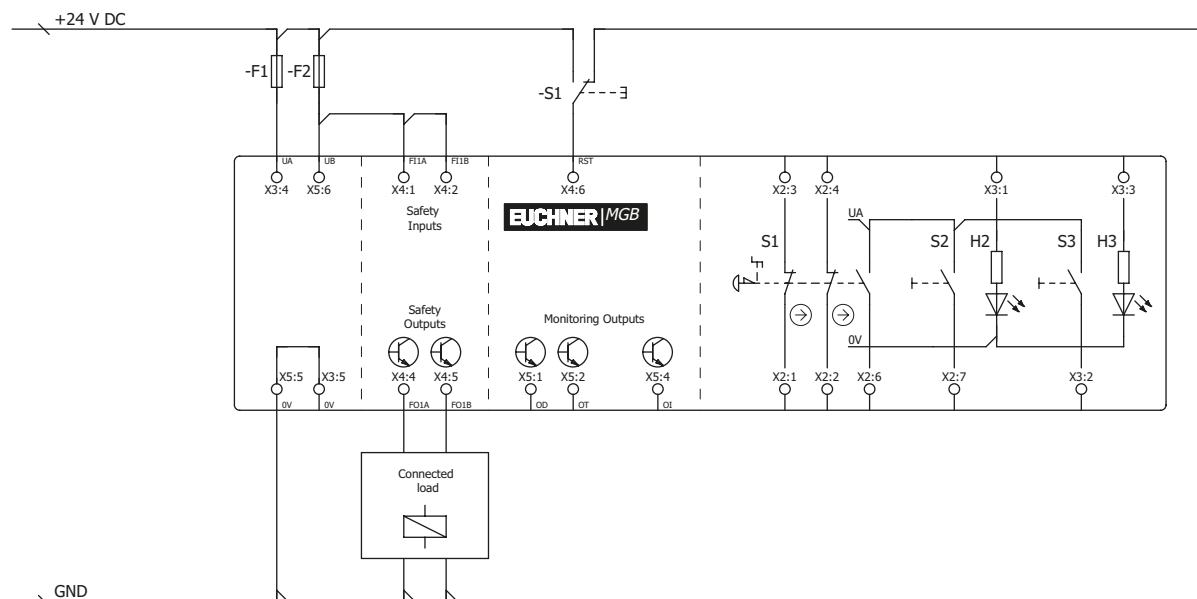 +24 V DC
-F1 -F2
-S1
UA UB FI1A FI1B RST
X3:4 X5:6 X4:1 X4:2 X4:6 X2:3 X2:4 X3:1 X3:3
Safety
Inputs
EUCHNER MGB
UA
S1 S2 H2 S3 H3
Safety
Outputs
Monitoring Outputs
0V
X5:5 X3:5 X4:4 X4:5 X5:1 X5:2 X5:4 X2:1 X2:2 X2:6 X2:7 X3:2
0V 0V FO1A FO1B OD OT OI
Connected
load
GND